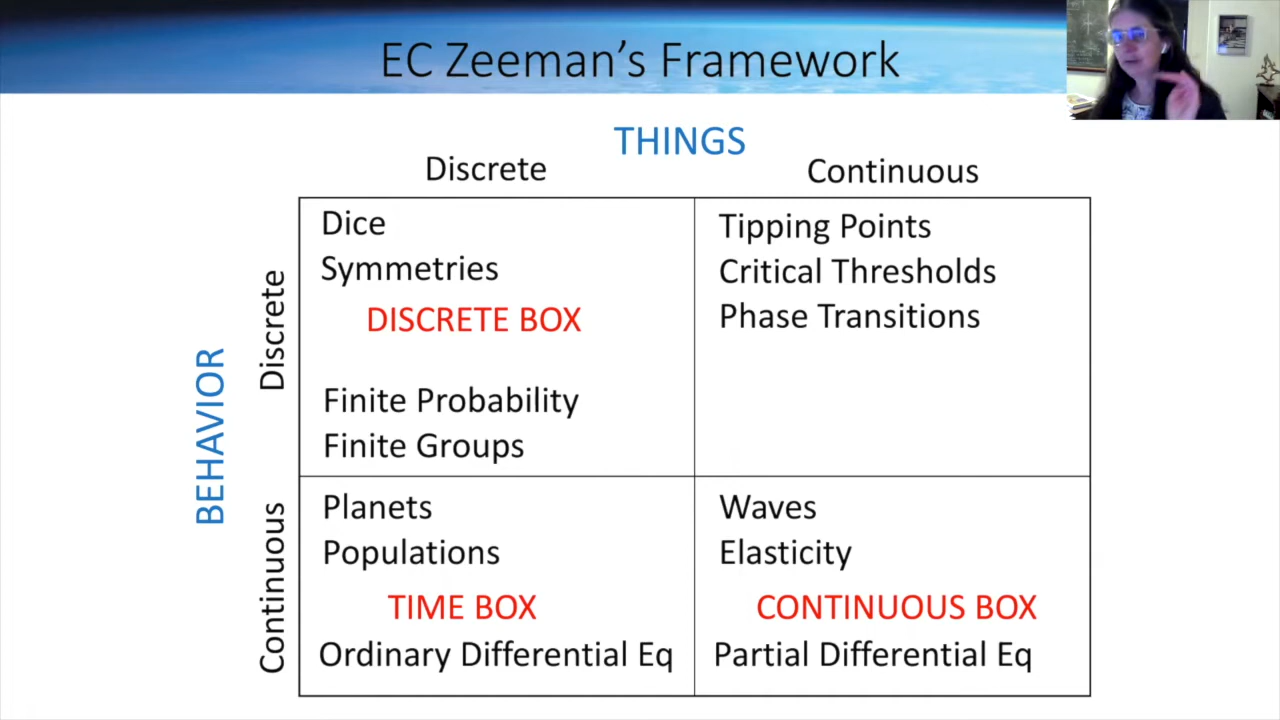 EC Zeeman's Framework
THINGS
Discrete
Continuous
BEHAVIOR
Discrete
Dice
Symmetries
DISCRETE BOX
Finite Probability
Finite Groups
Tipping Points
Critical Thresholds
Phase Transitions
Continuous
Planets
Populations
TIME BOX
Ordinary Differential Eq
Waves
Elasticity
CONTINUOUS BOX
Partial Differential Eq